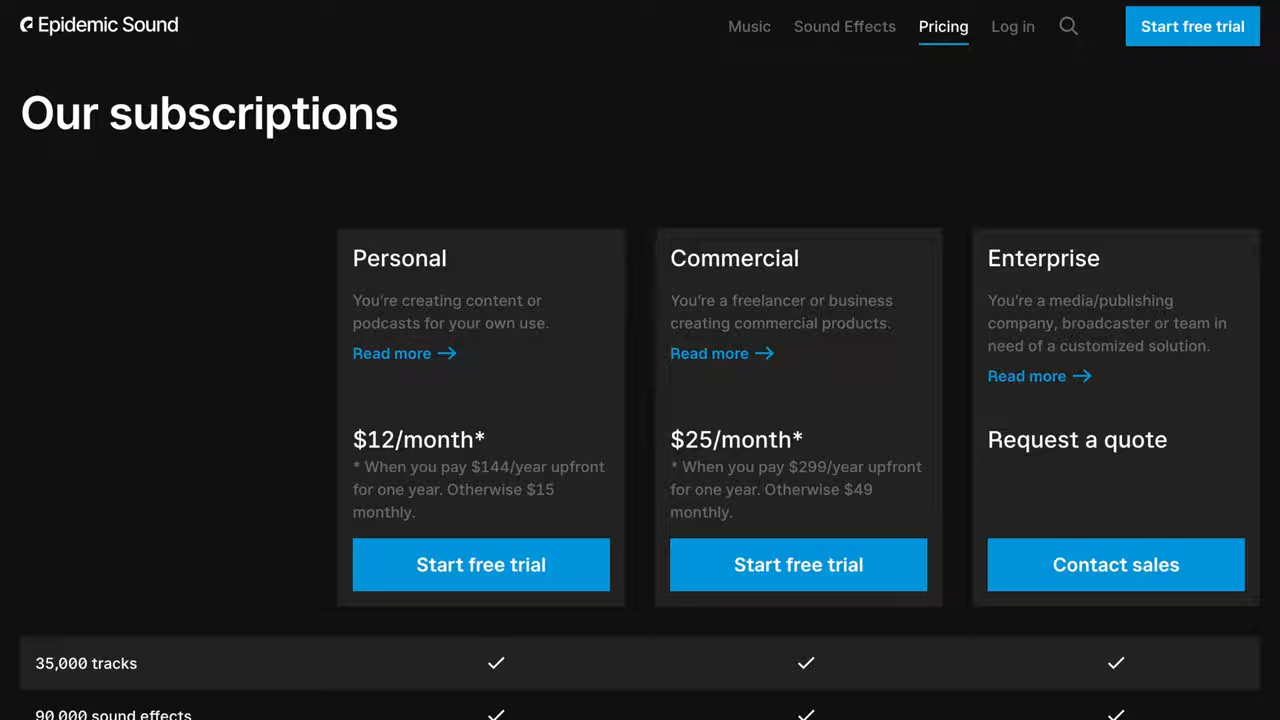 Epidemic Sound
Music
Sound Effects
Pricing
Log in
Start free trial
Our subscriptions
Personal
You're creating content or
podcasts for your own use.
Read more
$12/month*
* When you pay $144/year upfront
for one year. Otherwise $15
monthly.
Start free trial
Commercial
You're a freelancer or business
creating commercial products.
Read more
$25/month*
* When you pay $299/year upfront
for one year. Otherwise $49
monthly.
Start free trial
Enterprise
You're a media/publishing
company, broadcaster or team in
need of a customized solution.
Read more
Request a quote
Contact sales
35,000 tracks
90,000 sound effects